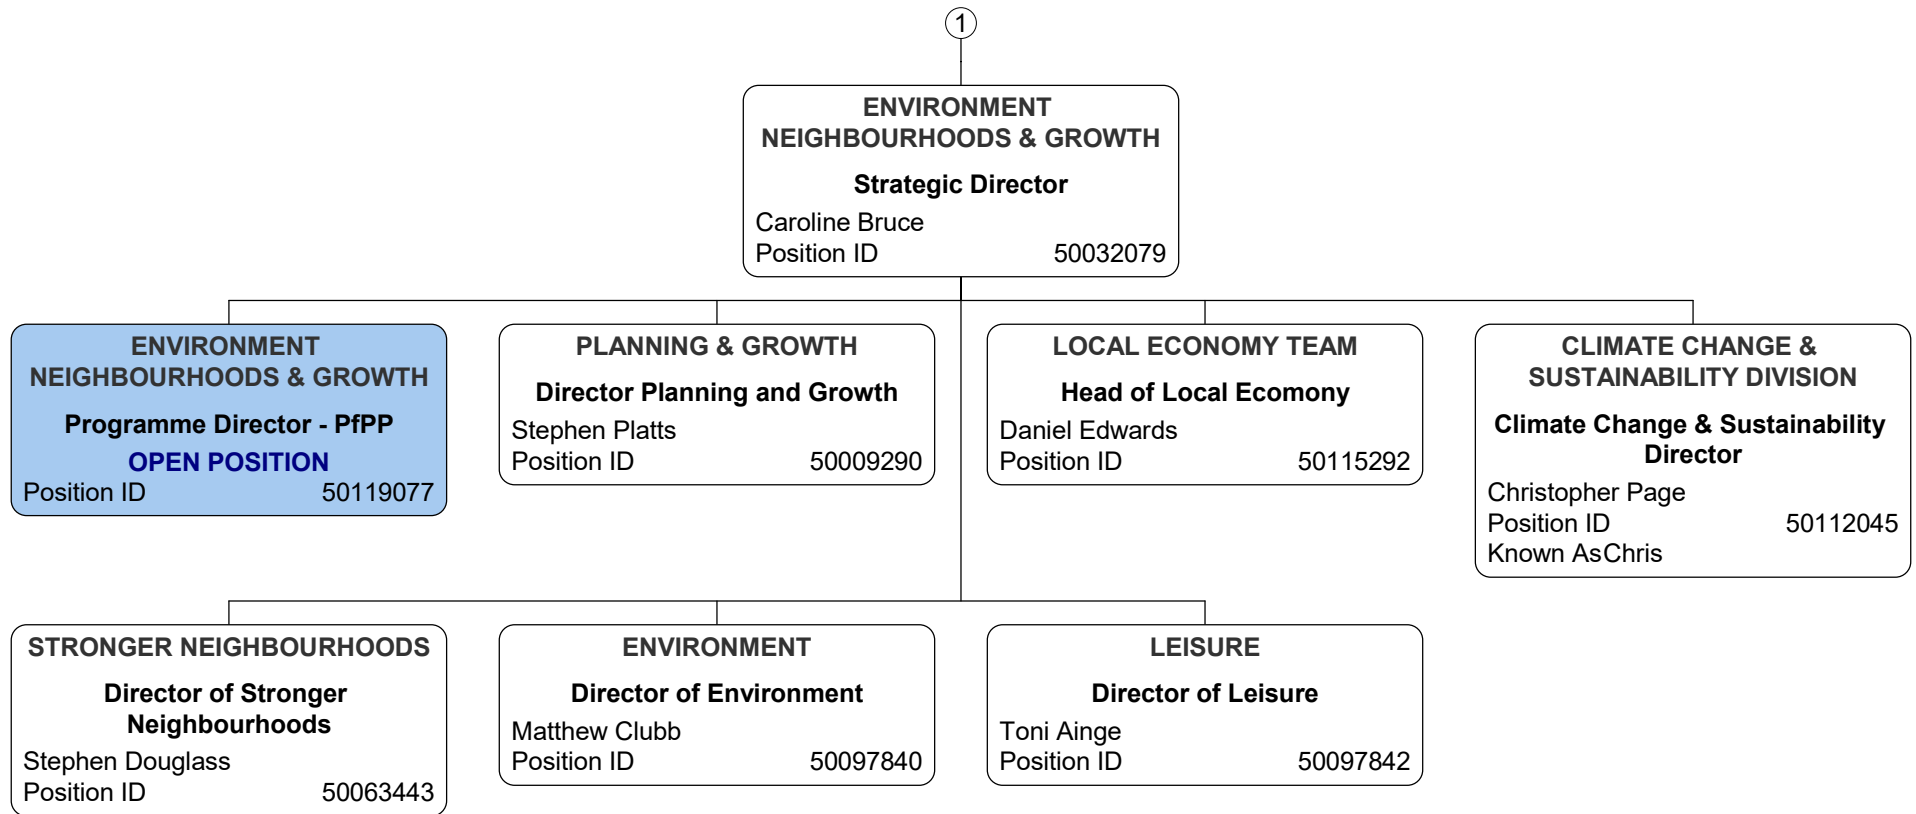 1
ENVIRONMENT
NEIGHBOURHOODS & GROWTH
Strategic Director
Caroline Bruce
Position ID 50032079
ENVIRONMENT
NEIGHBOURHOODS & GROWTH
Programme Director - PfPP
OPEN POSITION
Position ID 50119077
PLANNING & GROWTH
Director Planning and Growth
Stephen Platts
Position ID 50009290
LOCAL ECONOMY TEAM
Head of Local Ecomony
Daniel Edwards
Position ID 50115292
CLIMATE CHANGE &
SUSTAINABILITY DIVISION
Climate Change & Sustainability
Director
Christopher Page
Position ID 50112045
Known AsChris
STRONGER NEIGHBOURHOODS
Director of Stronger
Neighbourhoods
Stephen Douglass
Position ID 50063443
ENVIRONMENT
Director of Environment
Matthew Clubb
Position ID 50097840
LEISURE
Director of Leisure
Toni Ainge
Position ID 50097842